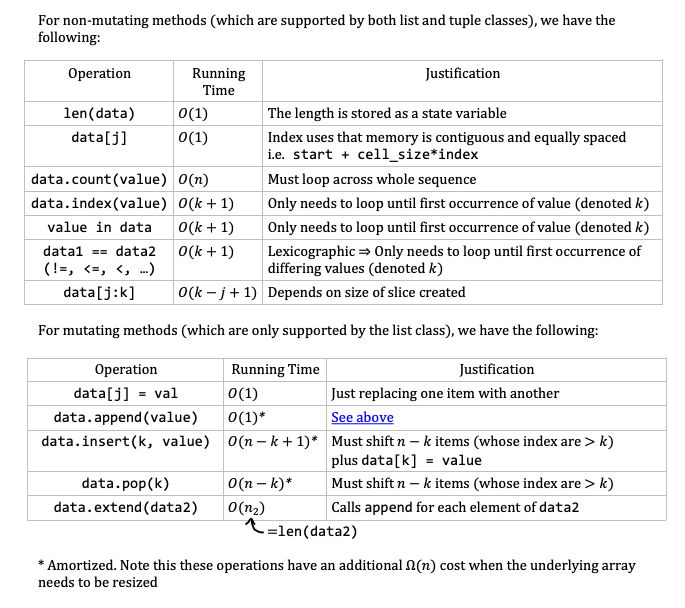 For non-mutating methods (which are supported by both list and tuple classes), we have the
following:
Operation Running Time Justification
len(data) O(1) The length is stored as a state variable
data[j] O(1) Index uses that memory is contiguous and equally spaced
i.e. start + cell_size*index
data.count(value) O(n) Must loop across whole sequence
data.index(value) O(k + 1) Only needs to loop until first occurrence of value (denoted k)
value in data O(k + 1) Only needs to loop until first occurrence of value (denoted k)
data1 == data2 O(k + 1) Lexicographic ⇒ Only needs to loop until first occurrence of
(!=, <=, <, …) differing values (denoted k)
data[j:k] O(k − j + 1) Depends on size of slice created
For mutating methods (which are only supported by the list class), we have the following:
Operation Running Time Justification
data[j] = val O(1) Just replacing one item with another
data.append(value) O(1)* See above
data.insert(k, value) O(n − k + 1)* Must shift n − k items (whose index are > k)
plus data[k] = value
data.pop(k) O(n − k)* Must shift n − k items (whose index are > k)
data.extend(data2) O(n₂) Calls append for each element of data2
=len(data2)
* Amortized. Note this these operations have an additional Ω(n) cost when the underlying array
needs to be resized